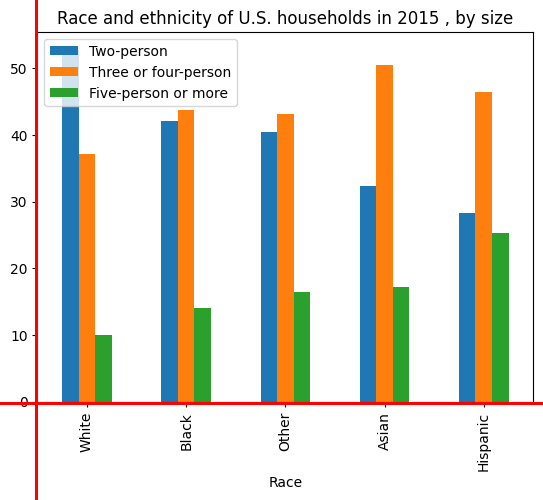 Race and ethnicity of U.S. households in 2015 , by size
Two-person
Three or four-person
Five-person or more
50
40
30
20
10
0
White
Black
Other
Asian
Hispanic
Race